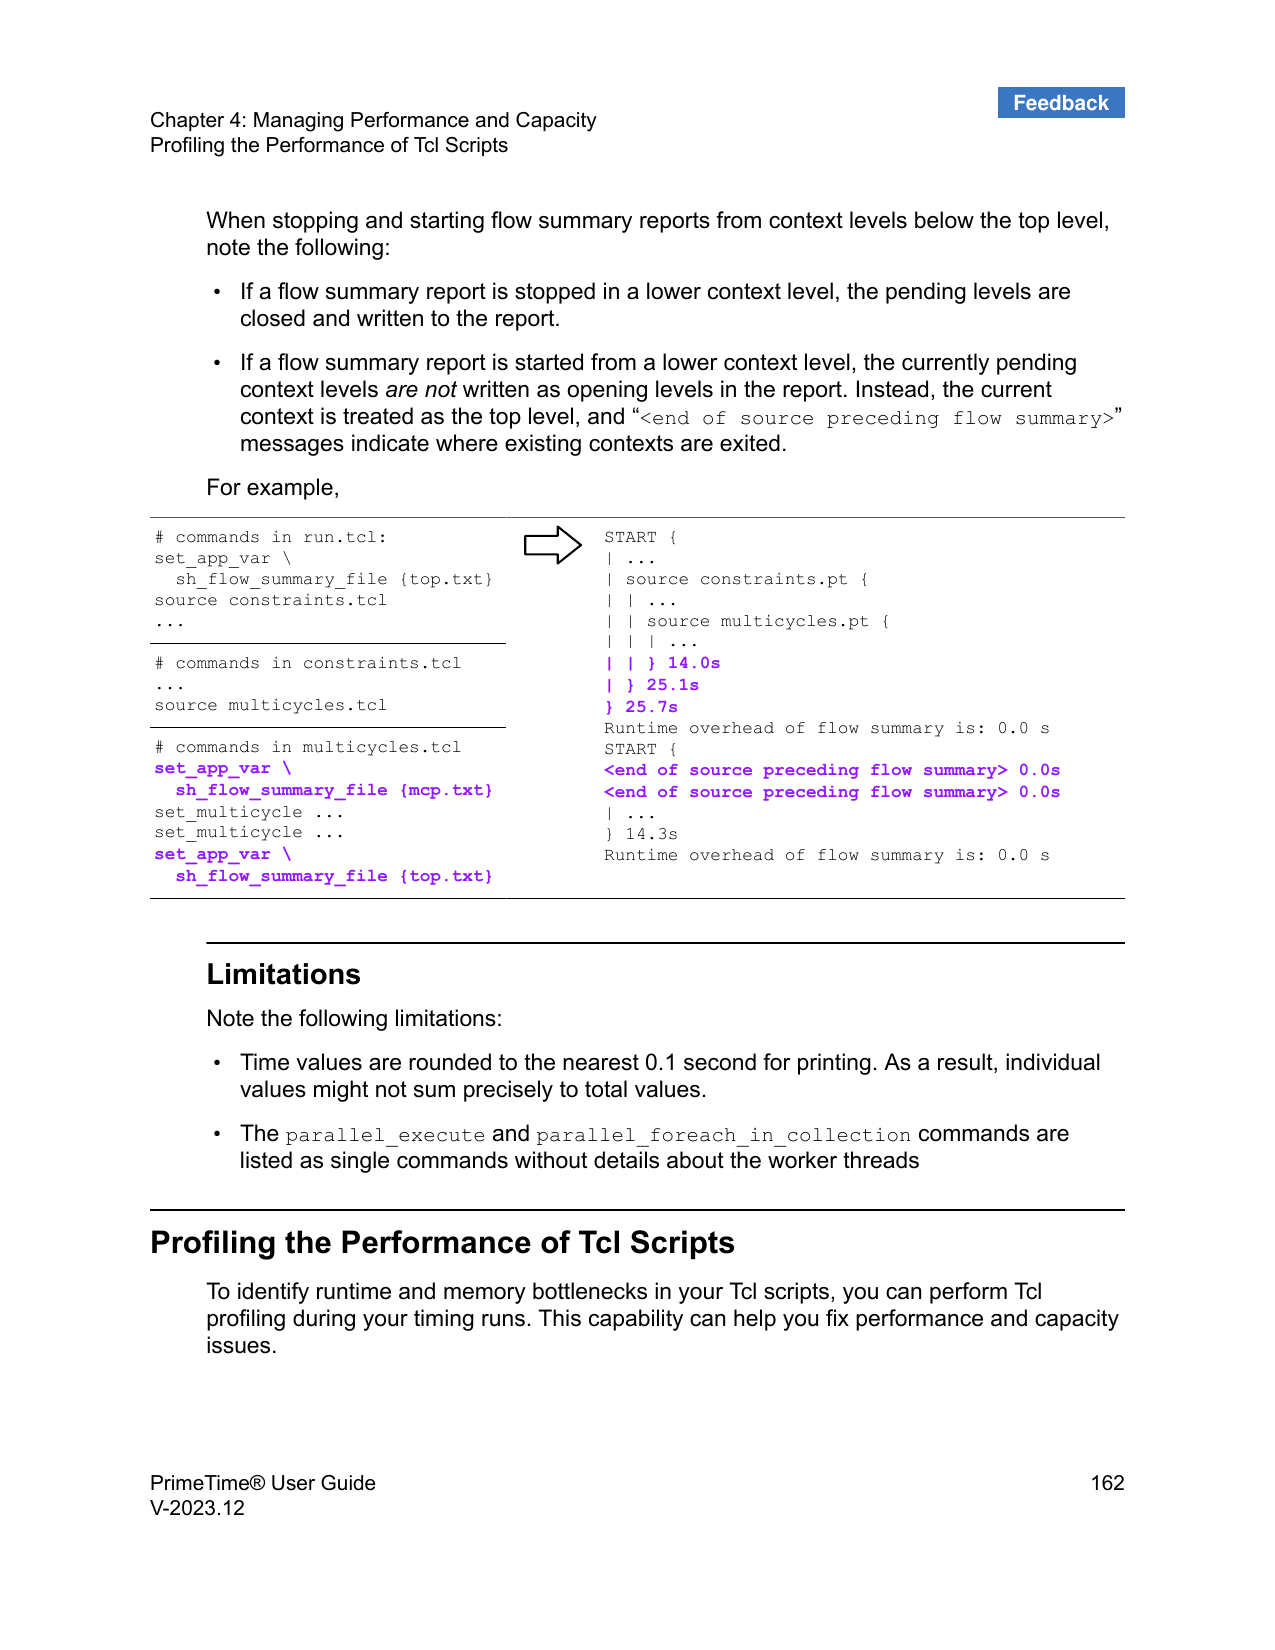 Feedback
Chapter 4: Managing Performance and Capacity
Profiling the Performance of Tcl Scripts
When stopping and starting flow summary reports from context levels below the top level,
note the following:
• If a flow summary report is stopped in a lower context level, the pending levels are
closed and written to the report.
• If a flow summary report is started from a lower context level, the currently pending
context levels are not written as opening levels in the report. Instead, the current
context is treated as the top level, and “<end of source preceding flow summary>”
messages indicate where existing contexts are exited.
For example,
# commands in run.tcl:
set_app_var \
  sh_flow_summary_file {top.txt}
source constraints.tcl
...
# commands in constraints.tcl
...
source multicycles.tcl
# commands in multicycles.tcl
set_app_var \
  sh_flow_summary_file {mcp.txt}
set_multicycle ...
set_multicycle ...
set_app_var \
  sh_flow_summary_file {top.txt}
START {
| ...
| source constraints.pt {
| | ...
| | source multicycles.pt {
| | | ...
| | } 14.0s
| } 25.1s
} 25.7s
Runtime overhead of flow summary is: 0.0 s
START {
<end of source preceding flow summary> 0.0s
<end of source preceding flow summary> 0.0s
| ...
} 14.3s
Runtime overhead of flow summary is: 0.0 s
Limitations
Note the following limitations:
• Time values are rounded to the nearest 0.1 second for printing. As a result, individual
values might not sum precisely to total values.
• The parallel_execute and parallel_foreach_in_collection commands are
listed as single commands without details about the worker threads
Profiling the Performance of Tcl Scripts
To identify runtime and memory bottlenecks in your Tcl scripts, you can perform Tcl
profiling during your timing runs. This capability can help you fix performance and capacity
issues.
PrimeTime® User Guide
V-2023.12
162